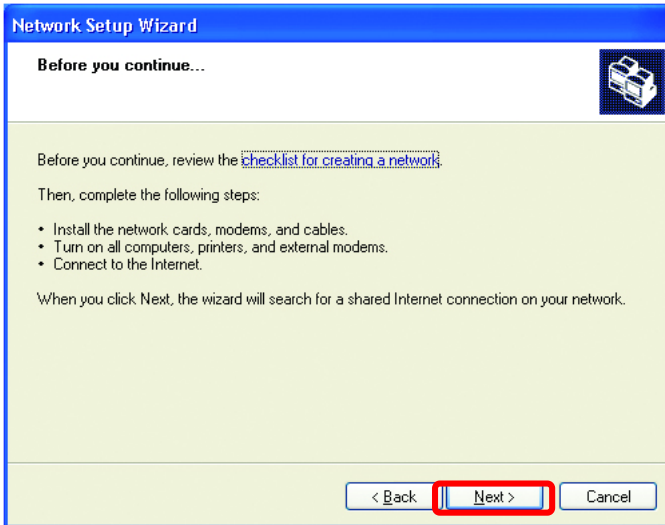 Network Setup Wizard
Before you continue...
Before you continue, review the checklist for creating a network.
Then, complete the following steps:
• Install the network cards, modems, and cables.
• Turn on all computers, printers, and external modems.
• Connect to the Internet.
When you click Next, the wizard will search for a shared Internet connection on your network.
< Back Next > Cancel